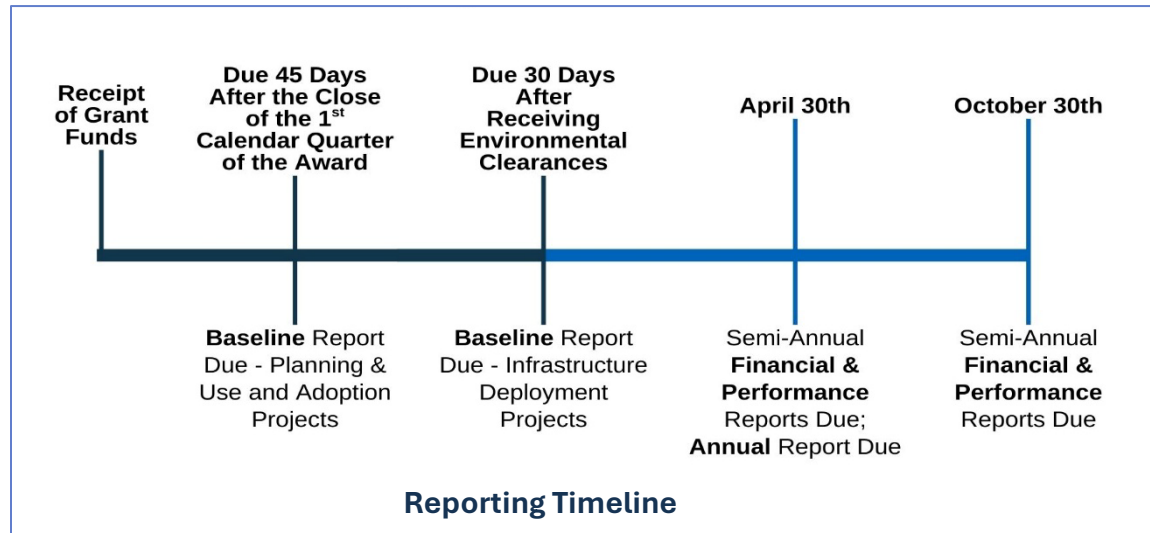 Receipt
of Grant
Funds
Due 45 Days
After the Close
of the 1st
Calendar Quarter
of the Award
Due 30 Days
After
Receiving
Environmental
Clearances
April 30th
October 30th
Baseline Report
Due - Planning &
Use and Adoption
Projects
Baseline Report
Due - Infrastructure
Deployment
Projects
Semi-Annual
Financial &
Performance
Reports Due;
Annual Report Due
Semi-Annual
Financial &
Performance
Reports Due
Reporting Timeline